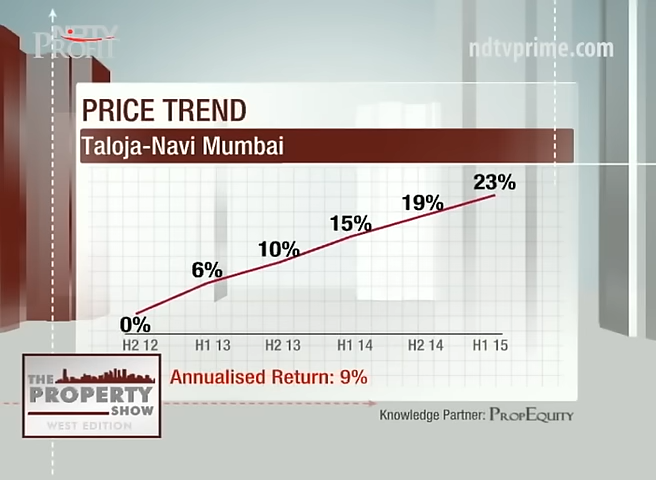 NDTV
PROFIT
ndtvprime.com
PRICE TREND
Taloja-Navi Mumbai
23%
19%
15%
10%
6%
0%
H2 12 H1 13 H2 13 H1 14 H2 14 H1 15
Annualised Return: 9%
THE
PROPERTY
SHOW
WEST EDITION
Knowledge Partner: PROPEQUITY